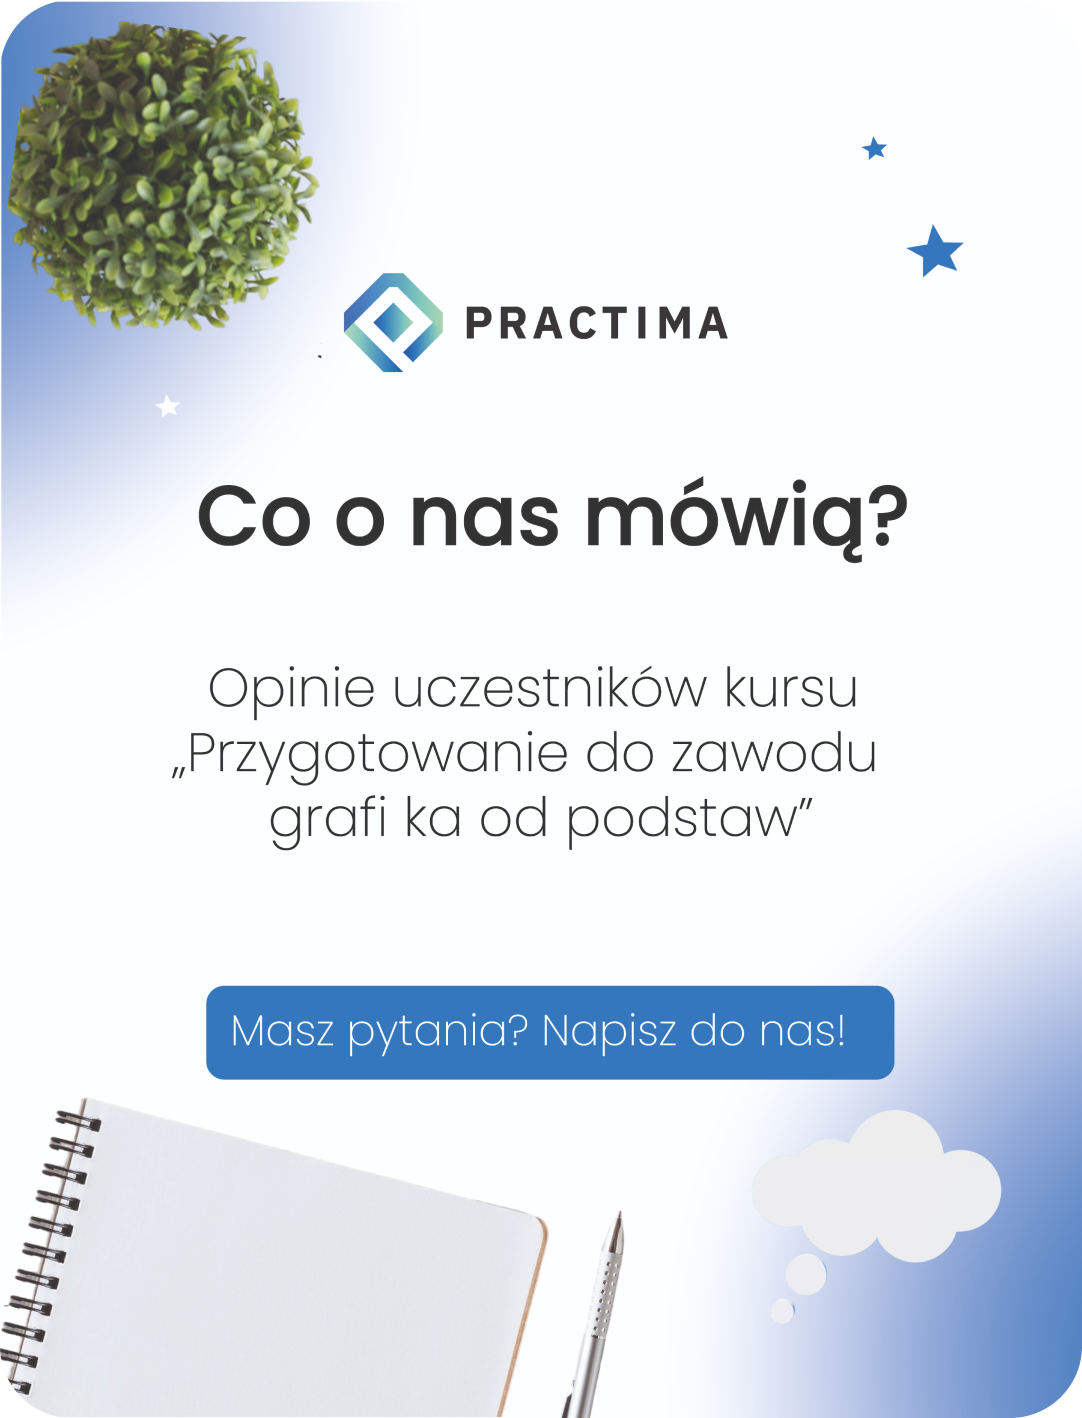 PRACTIMA
Co o nas mówią?
Opinie uczestników kursu
„Przygotowanie do zawodu
grafi ka od podstaw”
Masz pytania? Napisz do nas!